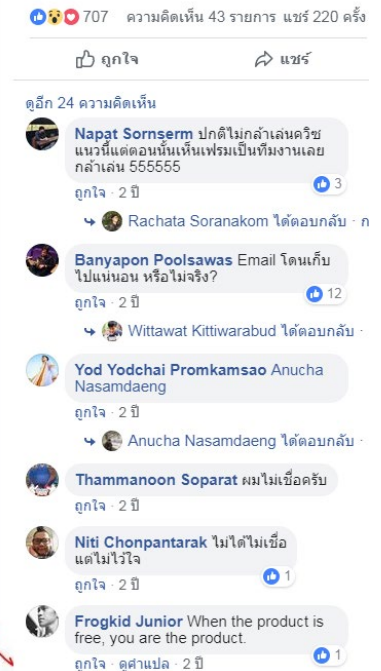 707 ความคิดเห็น 43 รายการ แชร์ 220 ครั้ง
ถูกใจ แชร์
ดูอีก 24 ความคิดเห็น
Napat Sornserm ปกติไม่กล้าเล่นควิซ
แนวนี้แต่ตอนนั้นเห็นเฟรมเป็นทีมงานเลย
กล้าเล่น 555555
3
ถูกใจ · 2 ปี
Rachata Soranakom ได้ตอบกลับ · ก
Banyapon Poolsawas Email โดนเก็บ
ไปแน่นอน หรือไม่จริง?
12
ถูกใจ · 2 ปี
Wittawat Kittiwarabud ได้ตอบกลับ ·
Yod Yodchai Promkamsao Anucha
Nasamdaeng
ถูกใจ · 2 ปี
Anucha Nasamdaeng ได้ตอบกลับ ·
Thammanoon Soparat ผมไม่เชื่อครับ
ถูกใจ · 2 ปี
Niti Chonpantarak ไม่ได้ไม่เชื่อ
แต่ไม่ไว้ใจ
1
ถูกใจ · 2 ปี
Frogkid Junior When the product is
free, you are the product.
1
ถูกใจ · ดูคำแปล · 2 ปี